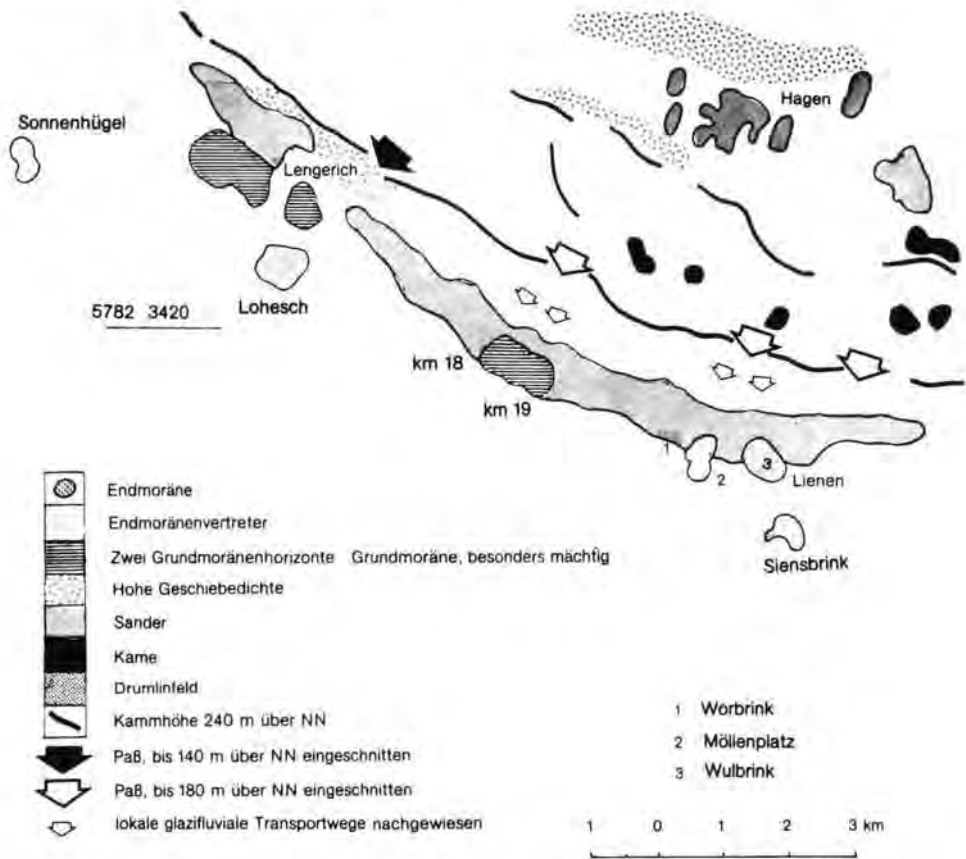 Hagen
Sonnenhügel
Lengerich
Lohesch
5782 3420
km 18
km 19
1
2
3
Lienen
Siensbrink
Endmoräne
Endmoränenvertreter
Zwei Grundmoränenhorizonte Grundmoräne, besonders mächtig
Hohe Geschiebedichte
Sander
Kame
Drumlinfeld
Kammhöhe 240 m über NN
Paß, bis 140 m über NN eingeschnitten
Paß, bis 180 m über NN eingeschnitten
lokale glazifluviale Transportwege nachgewiesen
1 Worbrink
2 Möllenplatz
3 Wulbrink
1 0 1 2 3 km